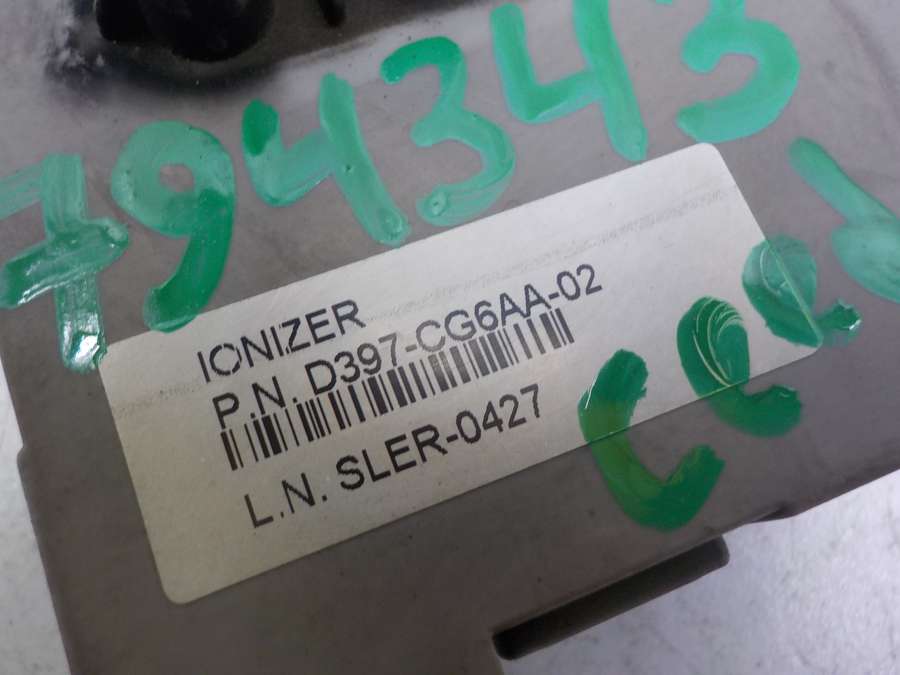 794343
IONIZER
P.N. D397-CG6AA-02
L.N. SLER-0427